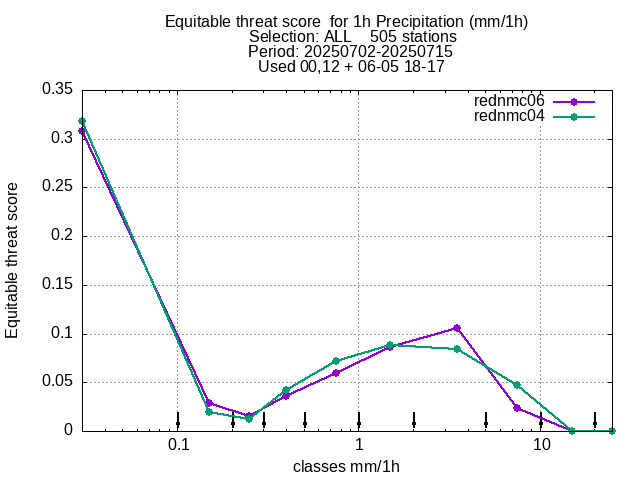 Equitable threat score  for 1h Precipitation (mm/1h)
Selection: ALL    505 stations
Period: 20250702-20250715
Used 00,12 + 06-05 18-17
rednmc06
rednmc04
Equitable threat score
0.35
0.3
0.25
0.2
0.15
0.1
0.05
0
0.1 1 10
classes mm/1h